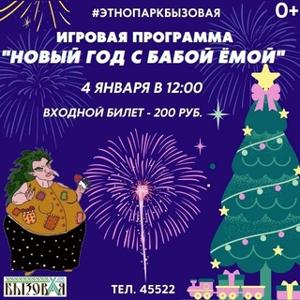 #ЭТНОПАРКБЫЗОВАЯ
0+
ИГРОВАЯ ПРОГРАММА
"НОВЫЙ ГОД С БАБОЙ ЁМОЙ"
4 ЯНВАРЯ В 12:00
ВХОДНОЙ БИЛЕТ - 200 РУБ.
БЫЗОВАЯ
ТЕЛ. 45522